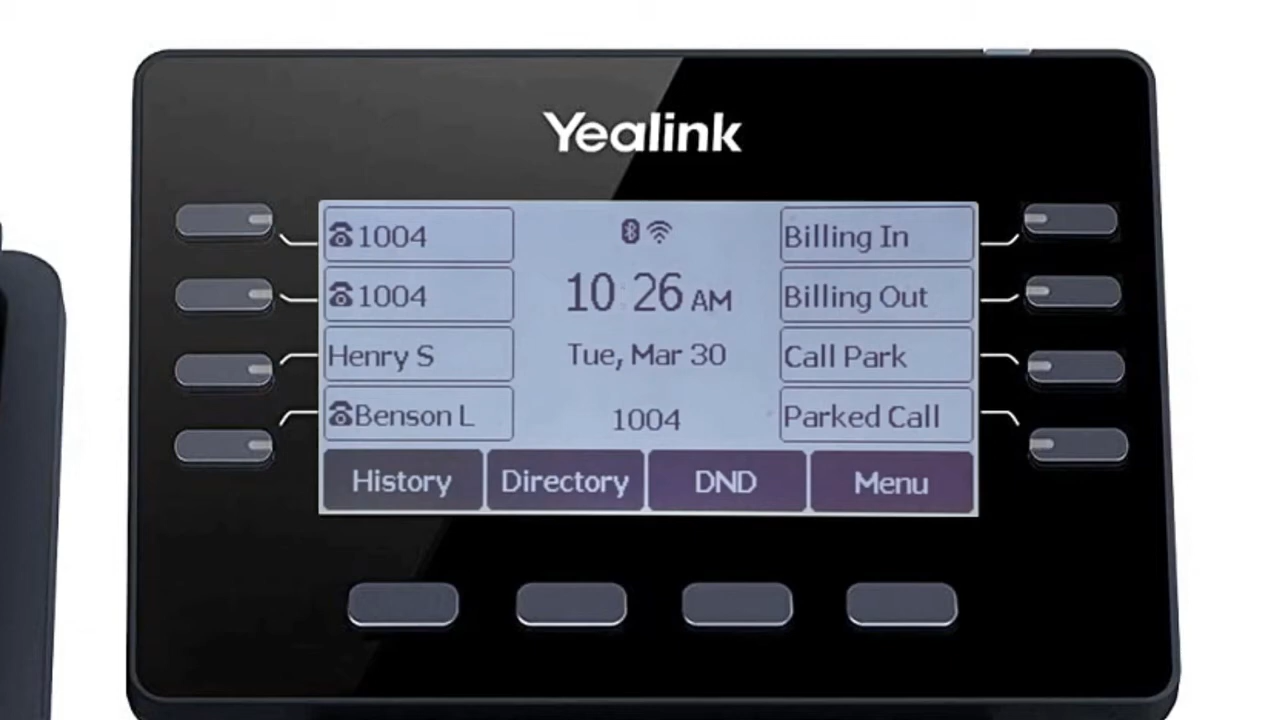 Yealink
1004
Billing In
1004
10:26 AM
Billing Out
Henry S
Tue, Mar 30
Call Park
Benson L
1004
Parked Call
History
Directory
DND
Menu